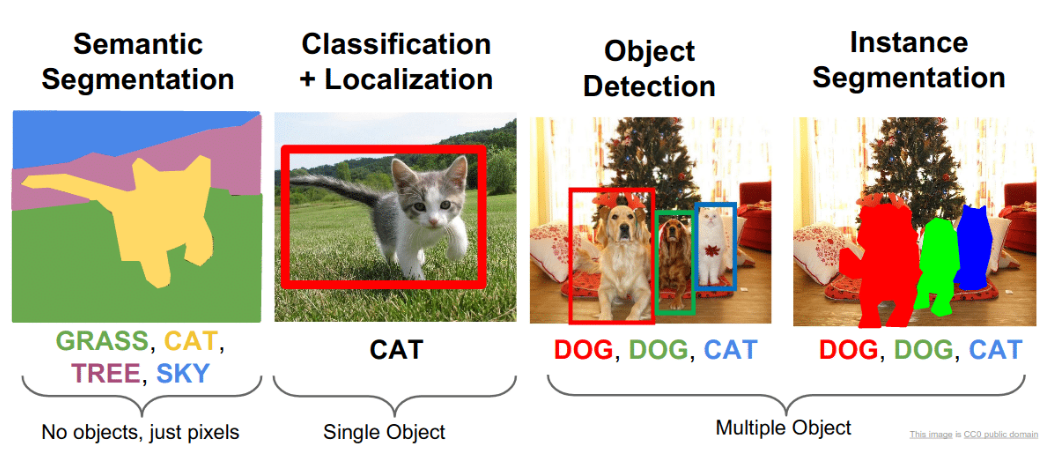 Semantic
Segmentation
Classification
+ Localization
Object
Detection
Instance
Segmentation
GRASS, CAT,
TREE, SKY
CAT
DOG, DOG, CAT
DOG, DOG, CAT
No objects, just pixels
Single Object
Multiple Object
This image is CC0 public domain